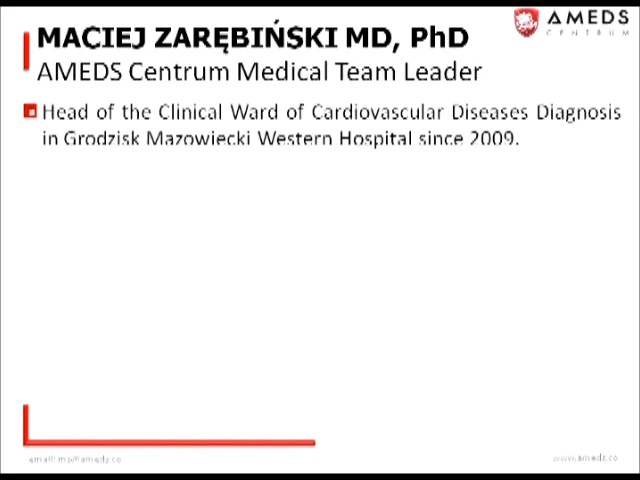 MACIEJ ZARĘBIŃSKI MD, PhD
AMEDS CENTRUM
AMEDS Centrum Medical Team Leader
Head of the Clinical Ward of Cardiovascular Diseases Diagnosis
in Grodzisk Mazowiecki Western Hospital since 2009.
www.ameds.co